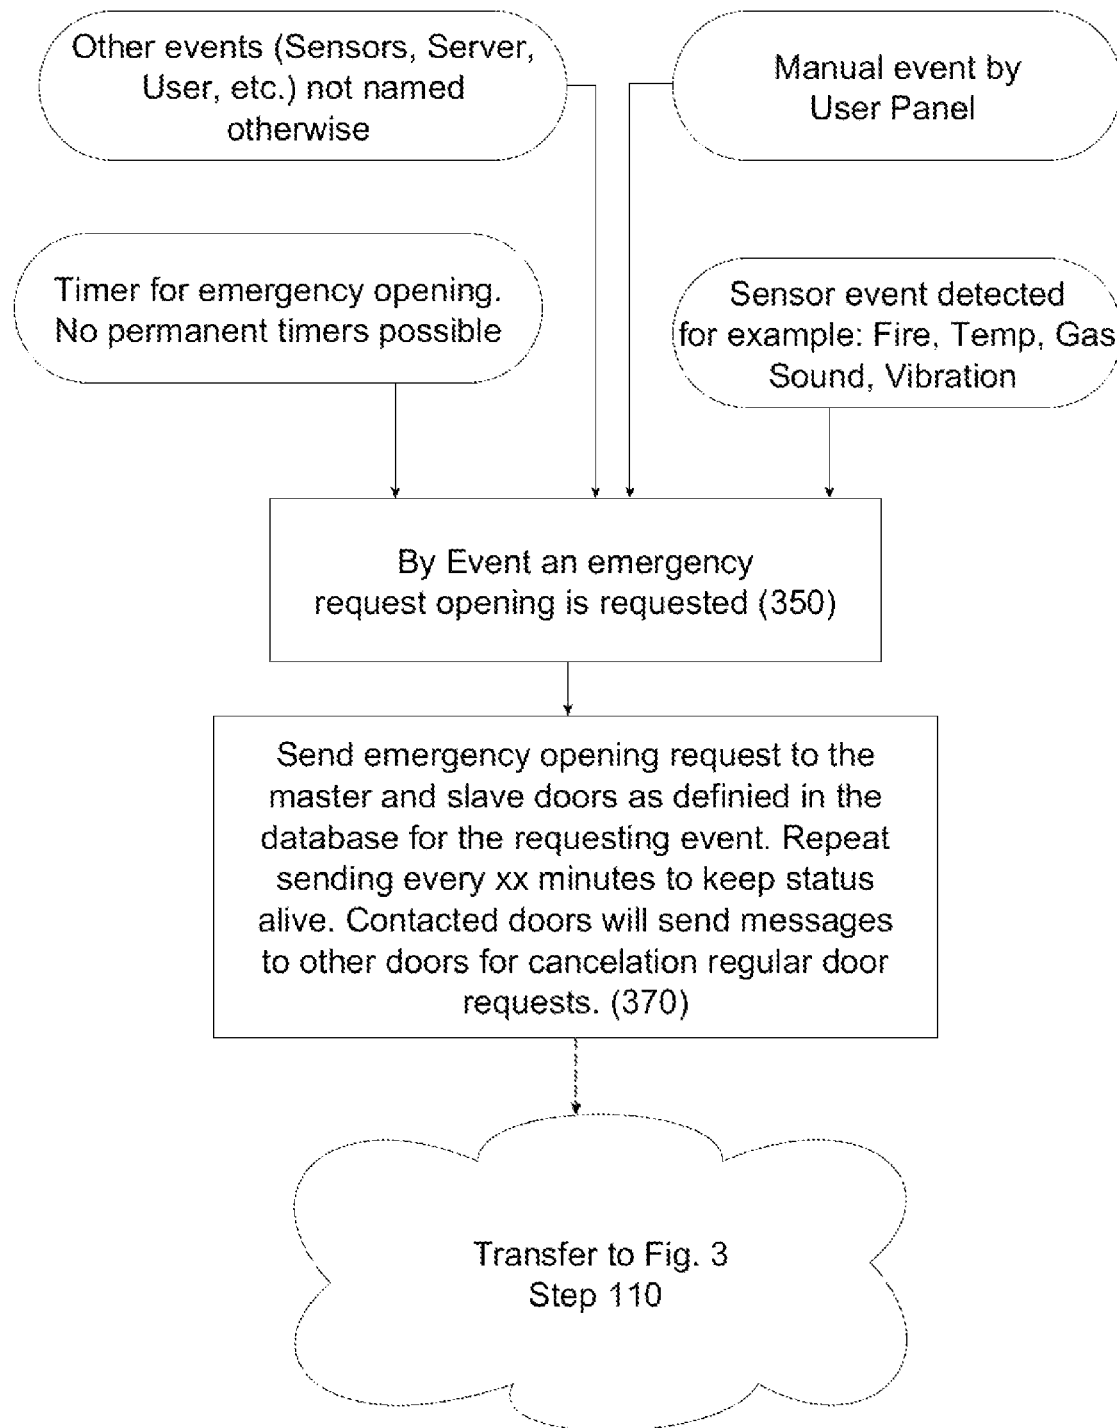 Other events (Sensors, Server,
User, etc.) not named
otherwise
Manual event by
User Panel
Timer for emergency opening.
No permanent timers possible
Sensor event detected
for example: Fire, Temp, Gas
Sound, Vibration
By Event an emergency
request opening is requested (350)
Send emergency opening request to the
master and slave doors as definied in the
database for the requesting event. Repeat
sending every xx minutes to keep status
alive. Contacted doors will send messages
to other doors for cancelation regular door
requests. (370)
Transfer to Fig. 3
Step 110